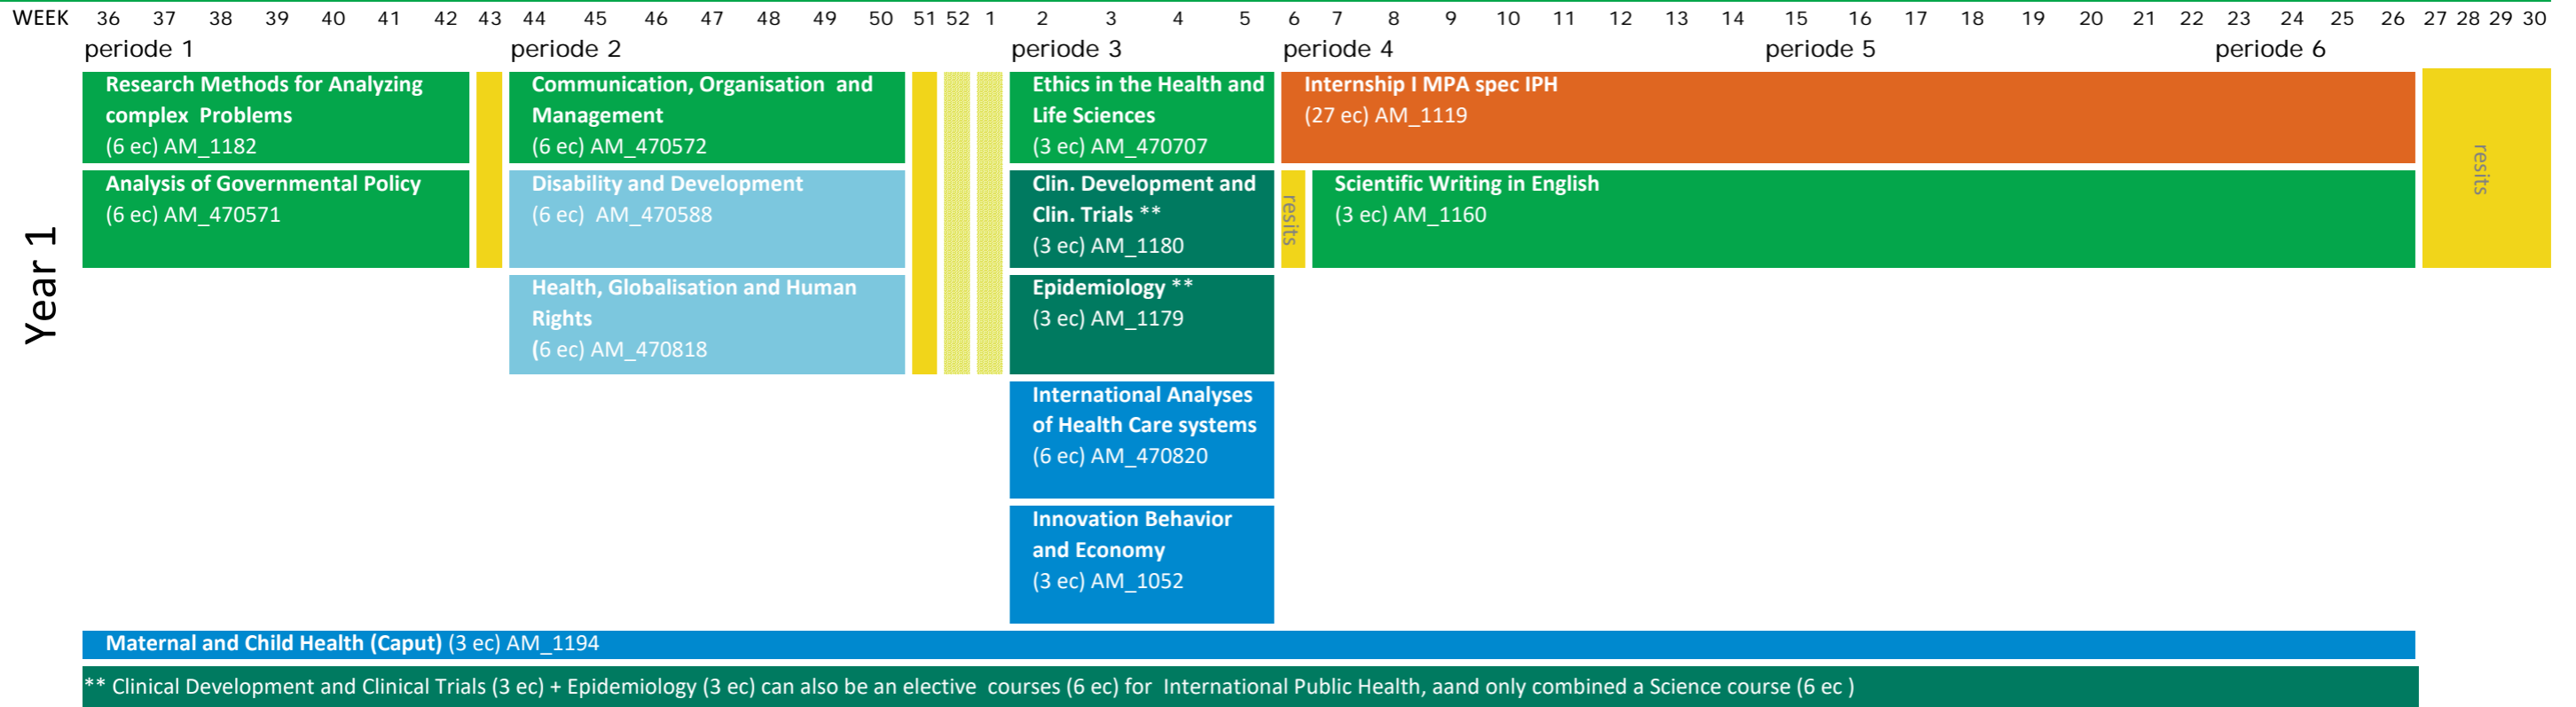 WEEK 36 37 38 39 40 41 42 43 44 45 46 47 48 49 50 51 52 1 2 3 4 5 6 7 8 9 10 11 12 13 14 15 16 17 18 19 20 21 22 23 24 25 26 27 28 29 30
periode 1 periode 2 periode 3 periode 4 periode 5 periode 6
Year 1
Research Methods for Analyzing
complex Problems
(6 ec) AM_1182
Analysis of Governmental Policy
(6 ec) AM_470571
Communication, Organisation and
Management
(6 ec) AM_470572
Disability and Development
(6 ec) AM_470588
Health, Globalisation and Human
Rights
(6 ec) AM_470818
Ethics in the Health and
Life Sciences
(3 ec) AM_470707
Clin. Development and
Clin. Trials **
(3 ec) AM_1180
Epidemiology **
(3 ec) AM_1179
International Analyses
of Health Care systems
(6 ec) AM_470820
Innovation Behavior
and Economy
(3 ec) AM_1052
Internship I MPA spec IPH
(27 ec) AM_1119
resits
Scientific Writing in English
(3 ec) AM_1160
resits
Maternal and Child Health (Caput) (3 ec) AM_1194
** Clinical Development and Clinical Trials (3 ec) + Epidemiology (3 ec) can also be an elective courses (6 ec) for International Public Health, aand only combined a Science course (6 ec )